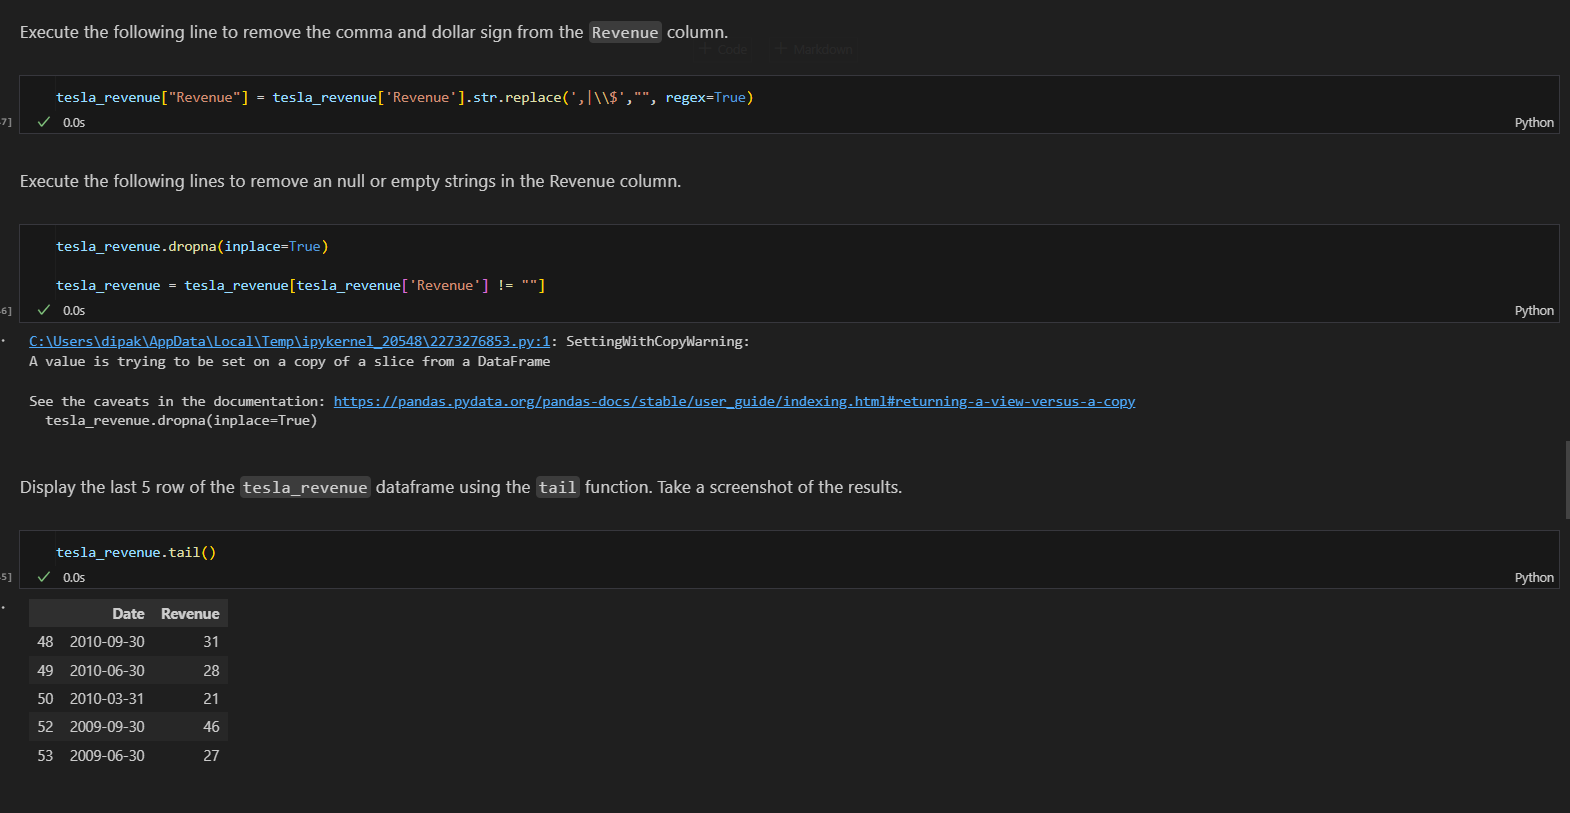 Execute the following line to remove the comma and dollar sign from the Revenue column.
+ Code + Markdown
tesla_revenue["Revenue"] = tesla_revenue['Revenue'].str.replace(',|\\$',"", regex=True)
7]
0.0s
Python
Execute the following lines to remove an null or empty strings in the Revenue column.
tesla_revenue.dropna(inplace=True)
tesla_revenue = tesla_revenue[tesla_revenue['Revenue'] != ""]
6]
0.0s
Python
C:\Users\dipak\AppData\Local\Temp\ipykernel_20548\2273276853.py:1: SettingWithCopyWarning:
A value is trying to be set on a copy of a slice from a DataFrame
See the caveats in the documentation: https://pandas.pydata.org/pandas-docs/stable/user_guide/indexing.html#returning-a-view-versus-a-copy
tesla_revenue.dropna(inplace=True)
Display the last 5 row of the tesla_revenue dataframe using the tail function. Take a screenshot of the results.
tesla_revenue.tail()
5]
0.0s
Python
Date Revenue
48 2010-09-30 31
49 2010-06-30 28
50 2010-03-31 21
52 2009-09-30 46
53 2009-06-30 27